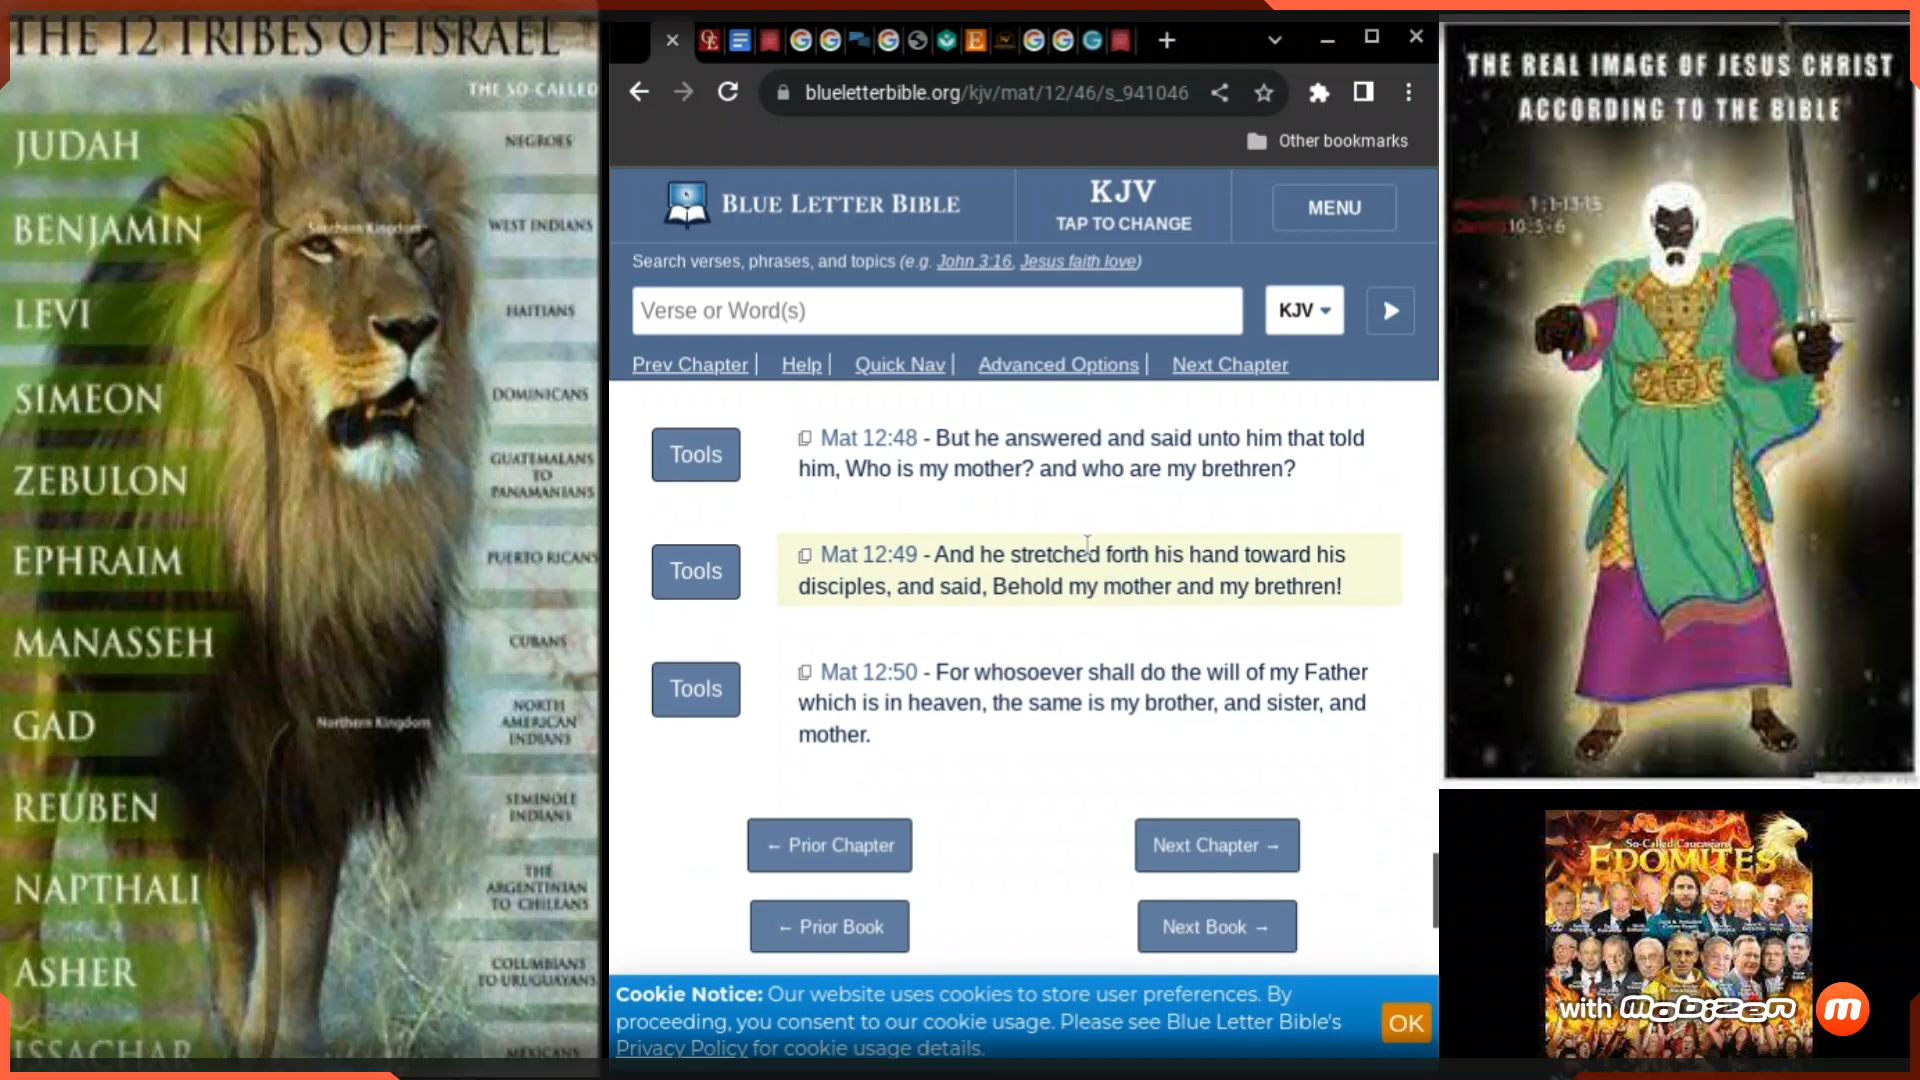 THE 12 TRIBES OF ISRAEL
THE SO-CALLED
JUDAH
NEGROES
BENJAMIN
Southern Kingdom
WEST INDIANS
LEVI
HAITIANS
SIMEON
DOMINICANS
ZEBULON
GUATEMALANS
TO
PANAMANIANS
EPHRAIM
PUERTO RICANS
MANASSEH
CUBANS
GAD
Northern Kingdom
NORTH
AMERICAN
INDIANS
REUBEN
SEMINOLE
INDIANS
NAPTHALI
THE
ARGENTINIAN
TO CHILEANS
ASHER
COLUMBIANS
TO URUGUAYANS
ISSACHAR
MEXICANS
blueletterbible.org/kjv/mat/12/46/s_941046
Other bookmarks
BLUE LETTER BIBLE
KJV
TAP TO CHANGE
MENU
Search verses, phrases, and topics (e.g. John 3:16, Jesus faith love)
Verse or Word(s)
KJV
Prev Chapter | Help | Quick Nav | Advanced Options | Next Chapter
Tools
Mat 12:48 - But he answered and said unto him that told
him, Who is my mother? and who are my brethren?
Tools
Mat 12:49 - And he stretched forth his hand toward his
disciples, and said, Behold my mother and my brethren!
Tools
Mat 12:50 - For whosoever shall do the will of my Father
which is in heaven, the same is my brother, and sister, and
mother.
← Prior Chapter
Next Chapter →
← Prior Book
Next Book →
Cookie Notice: Our website uses cookies to store user preferences. By
proceeding, you consent to our cookie usage. Please see Blue Letter Bible's
Privacy Policy for cookie usage details.
OK
THE REAL IMAGE OF JESUS CHRIST
ACCORDING TO THE BIBLE
1:1-13-15
10:5-6
So-Called Caucasians
EDOMITES
with mobizen